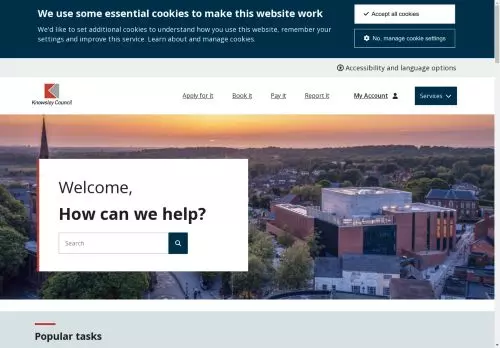 We use some essential cookies to make this website work
We'd like to set additional cookies to understand how you use this website, remember your
settings and improve this service. Learn about and manage cookies.
Accept all cookies
No, manage cookie settings
Accessibility and language options
Knowsley Council
Apply for it
Book it
Pay it
Report it
My Account
Services
Welcome,
How can we help?
Search
Popular tasks